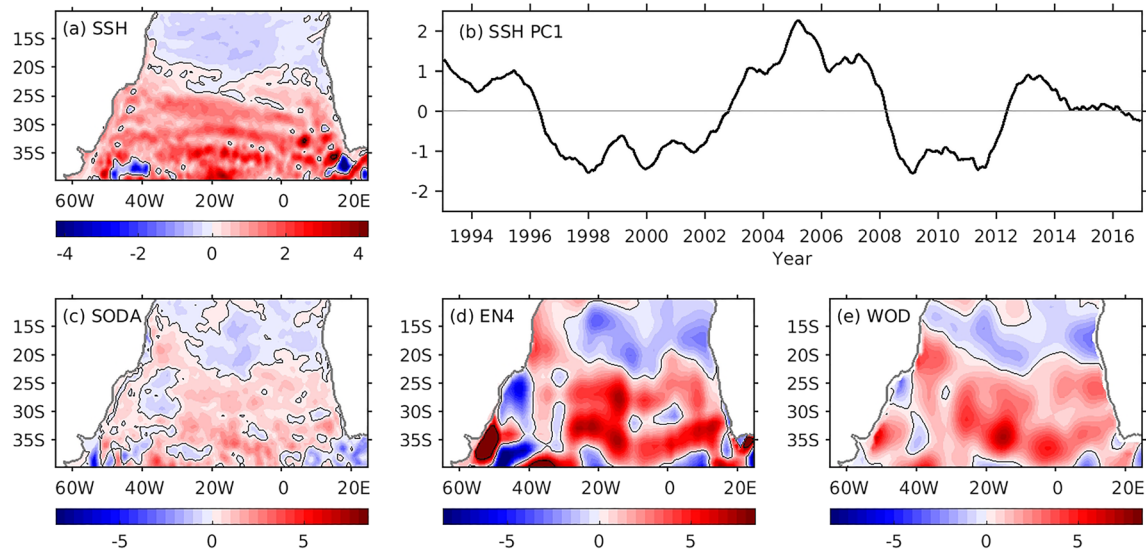 (a) SSH
15S
20S
25S
30S
35S
60W 40W 20W 0 20E
-4 -2 0 2 4
(b) SSH PC1
2
1
0
-1
-2
1994 1996 1998 2000 2002 2004 2006 2008 2010 2012 2014 2016
Year
(c) SODA
15S
20S
25S
30S
35S
60W 40W 20W 0 20E
-5 0 5
(d) EN4
15S
20S
25S
30S
35S
60W 40W 20W 0 20E
-5 0 5
(e) WOD
15S
20S
25S
30S
35S
60W 40W 20W 0 20E
-5 0 5